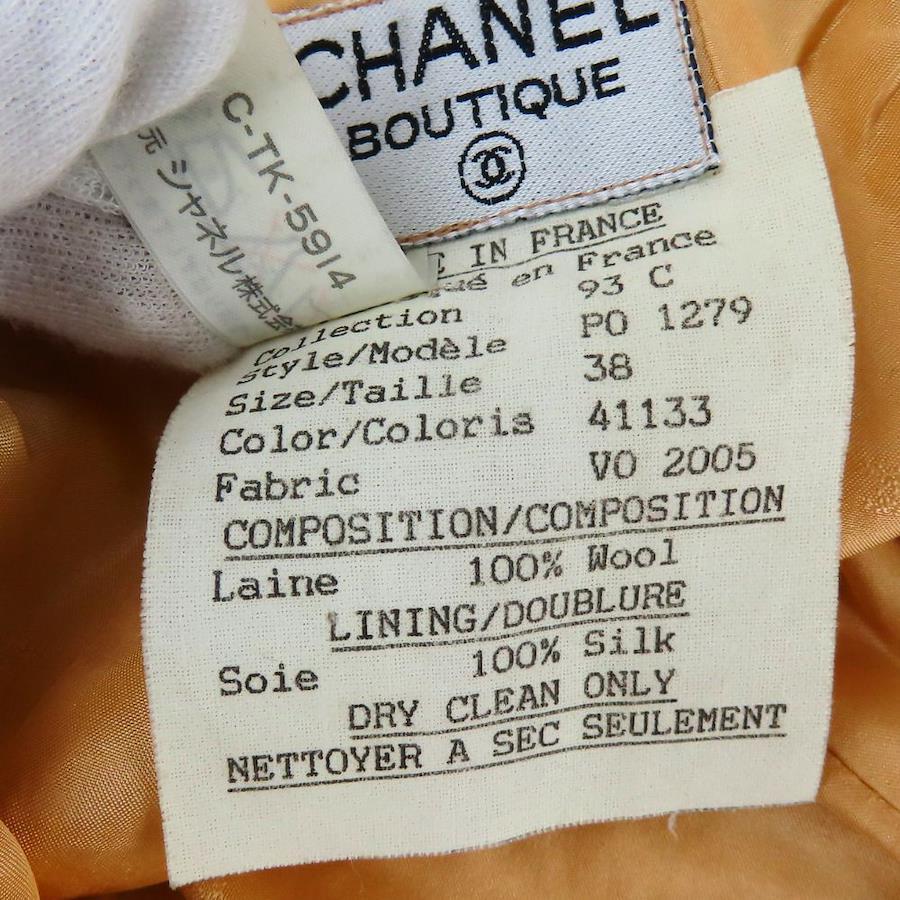 CHANEL
BOUTIQUE
C-TK-5914
元 シャネル株式
IN FRANCE
en France
Collection 93 C
Style/Modèle PO 1279
Size/Taille 38
Color/Coloris 41133
Fabric VO 2005
COMPOSITION/COMPOSITION
Laine 100% Wool
LINING/DOUBLURE
Soie 100% Silk
DRY CLEAN ONLY
NETTOYER A SEC SEULEMENT